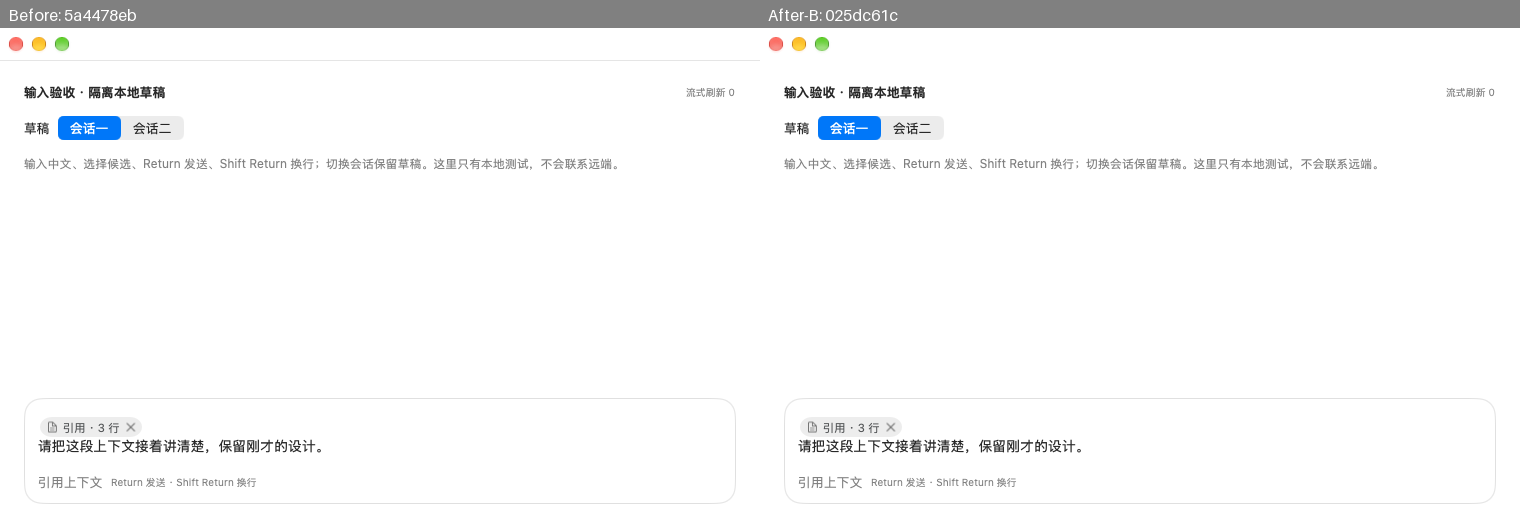 Before: 5a4478eb
输入验收 · 隔离本地草稿
流式刷新 0
草稿 会话一 会话二
输入中文、选择候选、Return 发送、Shift Return 换行；切换会话保留草稿。这里只有本地测试，不会联系远端。
引用 · 3 行
请把这段上下文接着讲清楚，保留刚才的设计。
引用上下文 Return 发送 · Shift Return 换行
After-B: 025dc61c
输入验收 · 隔离本地草稿
流式刷新 0
草稿 会话一 会话二
输入中文、选择候选、Return 发送、Shift Return 换行；切换会话保留草稿。这里只有本地测试，不会联系远端。
引用 · 3 行
请把这段上下文接着讲清楚，保留刚才的设计。
引用上下文 Return 发送 · Shift Return 换行